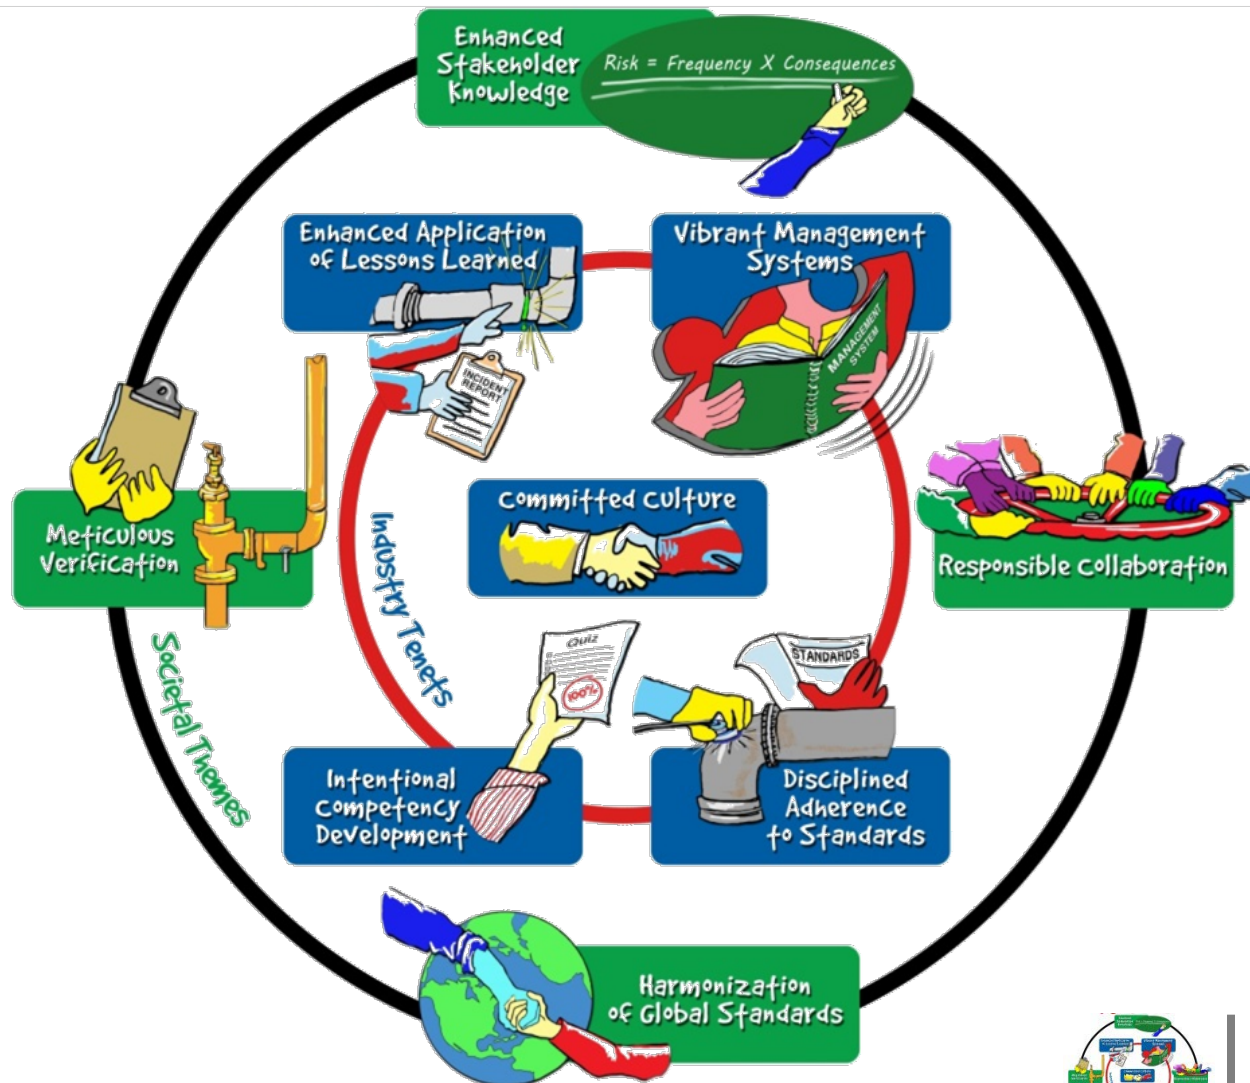 Enhanced
Stakeholder
Knowledge
Risk = Frequency X Consequences
Enhanced Application
of Lessons Learned
INCIDENT
REPORT
Vibrant Management
Systems
MANAGEMENT
SYSTEM
Meticulous
Verification
Committed Culture
Responsible Collaboration
Industry Tenets
Societal Themes
Quiz
100%
STANDARDS
Intentional
Competency
Development
Disciplined
Adherence
to Standards
Harmonization
of Global Standards